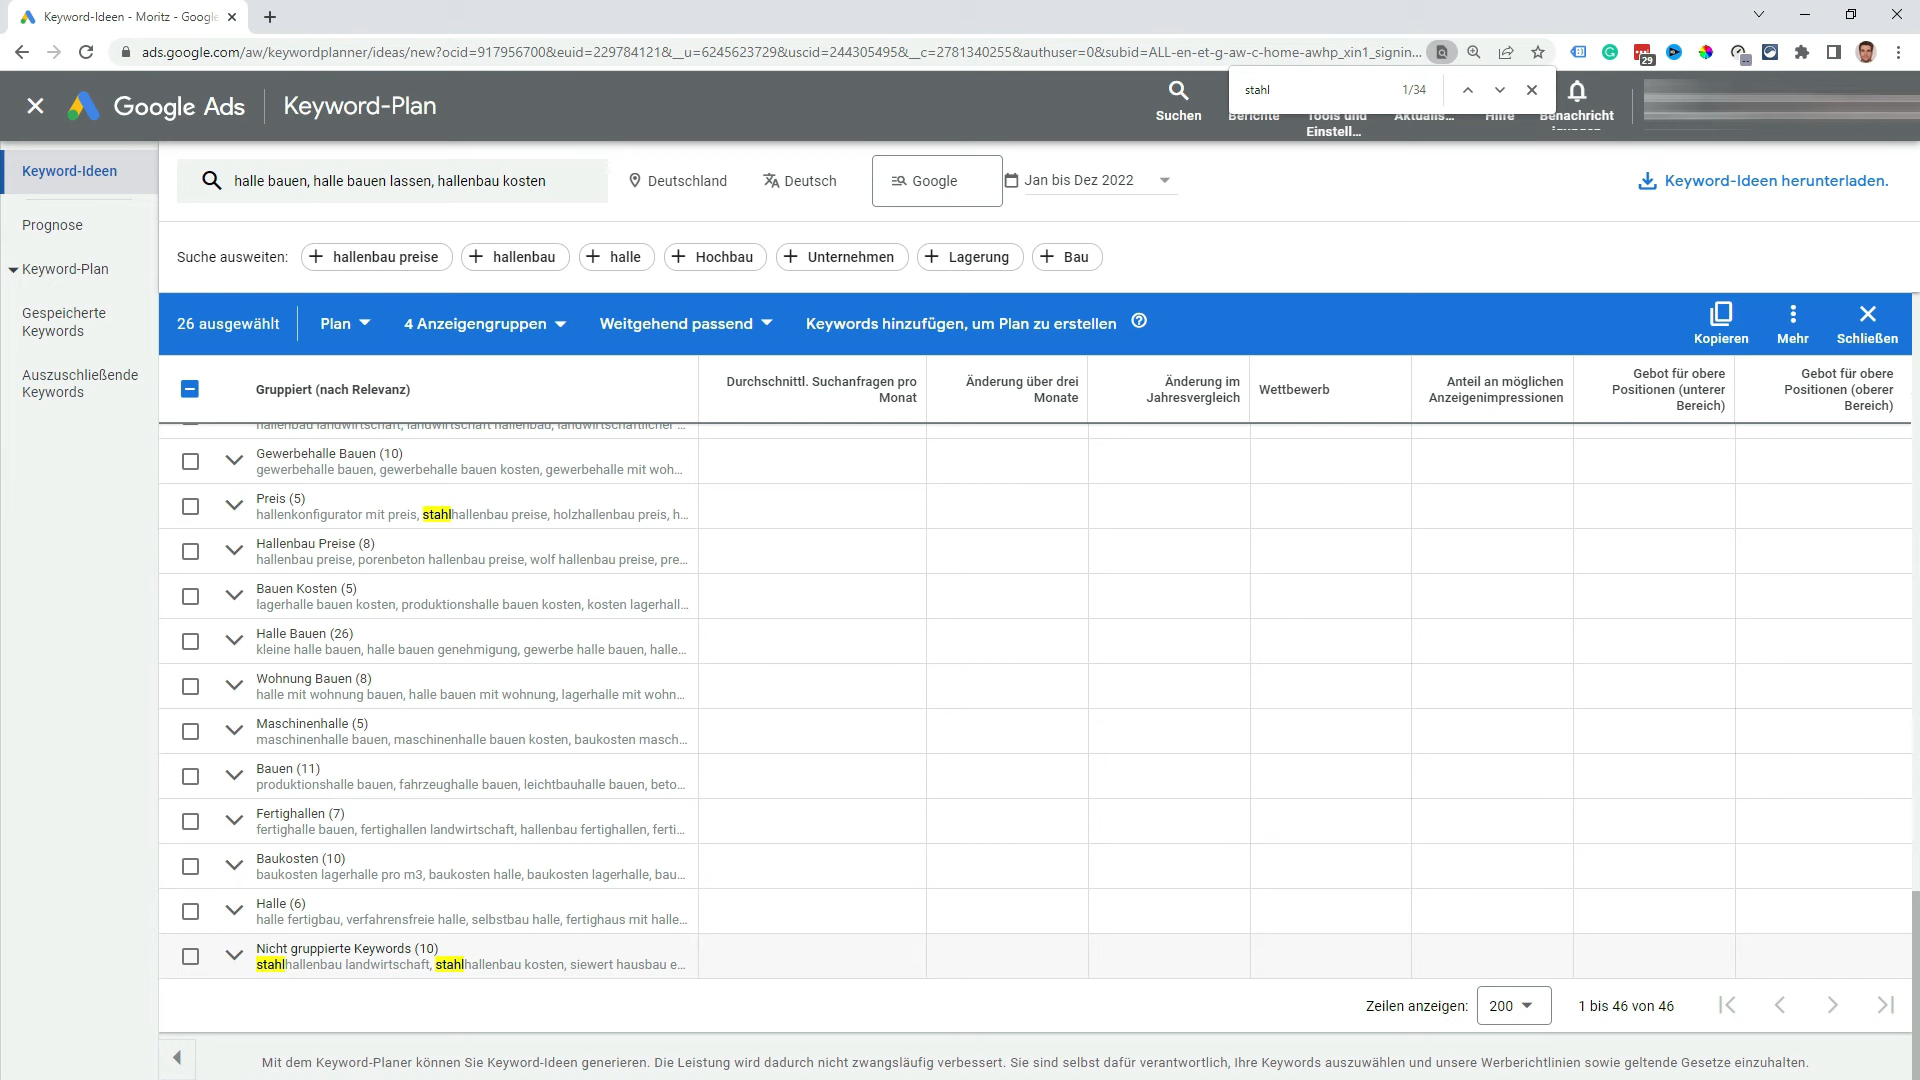 Keyword-Ideen - Moritz - Google
ads.google.com/aw/keywordplanner/ideas/new?ocid=917956700&euid=229784121&__u=6245623729&uscid=244305495&__c=2781340255&authuser=0&subid=ALL-en-et-g-aw-c-home-awhp_xin1_signin...
29
stahl
1/34
Google Ads
Keyword-Plan
Suchen
Berichte
Tools und
Einstell...
Aktualis...
Hilfe
Benachricht
Keyword-Ideen
Prognose
Keyword-Plan
Gespeicherte
Keywords
Auszuschließende
Keywords
halle bauen, halle bauen lassen, hallenbau kosten
Deutschland
Deutsch
Google
Jan bis Dez 2022
Keyword-Ideen herunterladen.
Suche ausweiten:
hallenbau preise
hallenbau
halle
Hochbau
Unternehmen
Lagerung
Bau
26 ausgewählt
Plan
4 Anzeigengruppen
Weitgehend passend
Keywords hinzufügen, um Plan zu erstellen
Kopieren
Mehr
Schließen
Gruppiert (nach Relevanz)
Durchschnittl. Suchanfragen pro
Monat
Änderung über drei
Monate
Änderung im
Jahresvergleich
Wettbewerb
Anteil an möglichen
Anzeigenimpressionen
Gebot für obere
Positionen (unterer
Bereich)
Gebot für obere
Positionen (oberer
Bereich)
hallenbau landwirtschaft, landwirtschaft hallenbau, landwirtschaftlicher ...
Gewerbehalle Bauen (10)
gewerbehalle bauen, gewerbehalle bauen kosten, gewerbehalle mit woh...
Preis (5)
hallenkonfigurator mit preis, stahlhallenbau preise, holzhallenbau preis, h...
Hallenbau Preise (8)
hallenbau preise, porenbeton hallenbau preise, wolf hallenbau preise, pre...
Bauen Kosten (5)
lagerhalle bauen kosten, produktionshalle bauen kosten, kosten lagerhall...
Halle Bauen (26)
kleine halle bauen, halle bauen genehmigung, gewerbe halle bauen, halle...
Wohnung Bauen (8)
halle mit wohnung bauen, halle bauen mit wohnung, lagerhalle mit wohn...
Maschinenhalle (5)
maschinenhalle bauen, maschinenhalle bauen kosten, baukosten masch...
Bauen (11)
produktionshalle bauen, fahrzeughalle bauen, leichtbauhalle bauen, beto...
Fertighallen (7)
fertighalle bauen, fertighallen landwirtschaft, hallenbau fertighallen, ferti...
Baukosten (10)
baukosten lagerhalle pro m3, baukosten halle, baukosten lagerhalle, bau...
Halle (6)
halle fertigbau, verfahrensfreie halle, selbstbau halle, fertighaus mit halle...
Nicht gruppierte Keywords (10)
stahlhallenbau landwirtschaft, stahlhallenbau kosten, siewert hausbau e...
Zeilen anzeigen:
200
1 bis 46 von 46
Mit dem Keyword-Planer können Sie Keyword-Ideen generieren. Die Leistung wird dadurch nicht zwangsläufig verbessert. Sie sind selbst dafür verantwortlich, Ihre Keywords auszuwählen und unsere Werberichtlinien sowie geltende Gesetze einzuhalten.